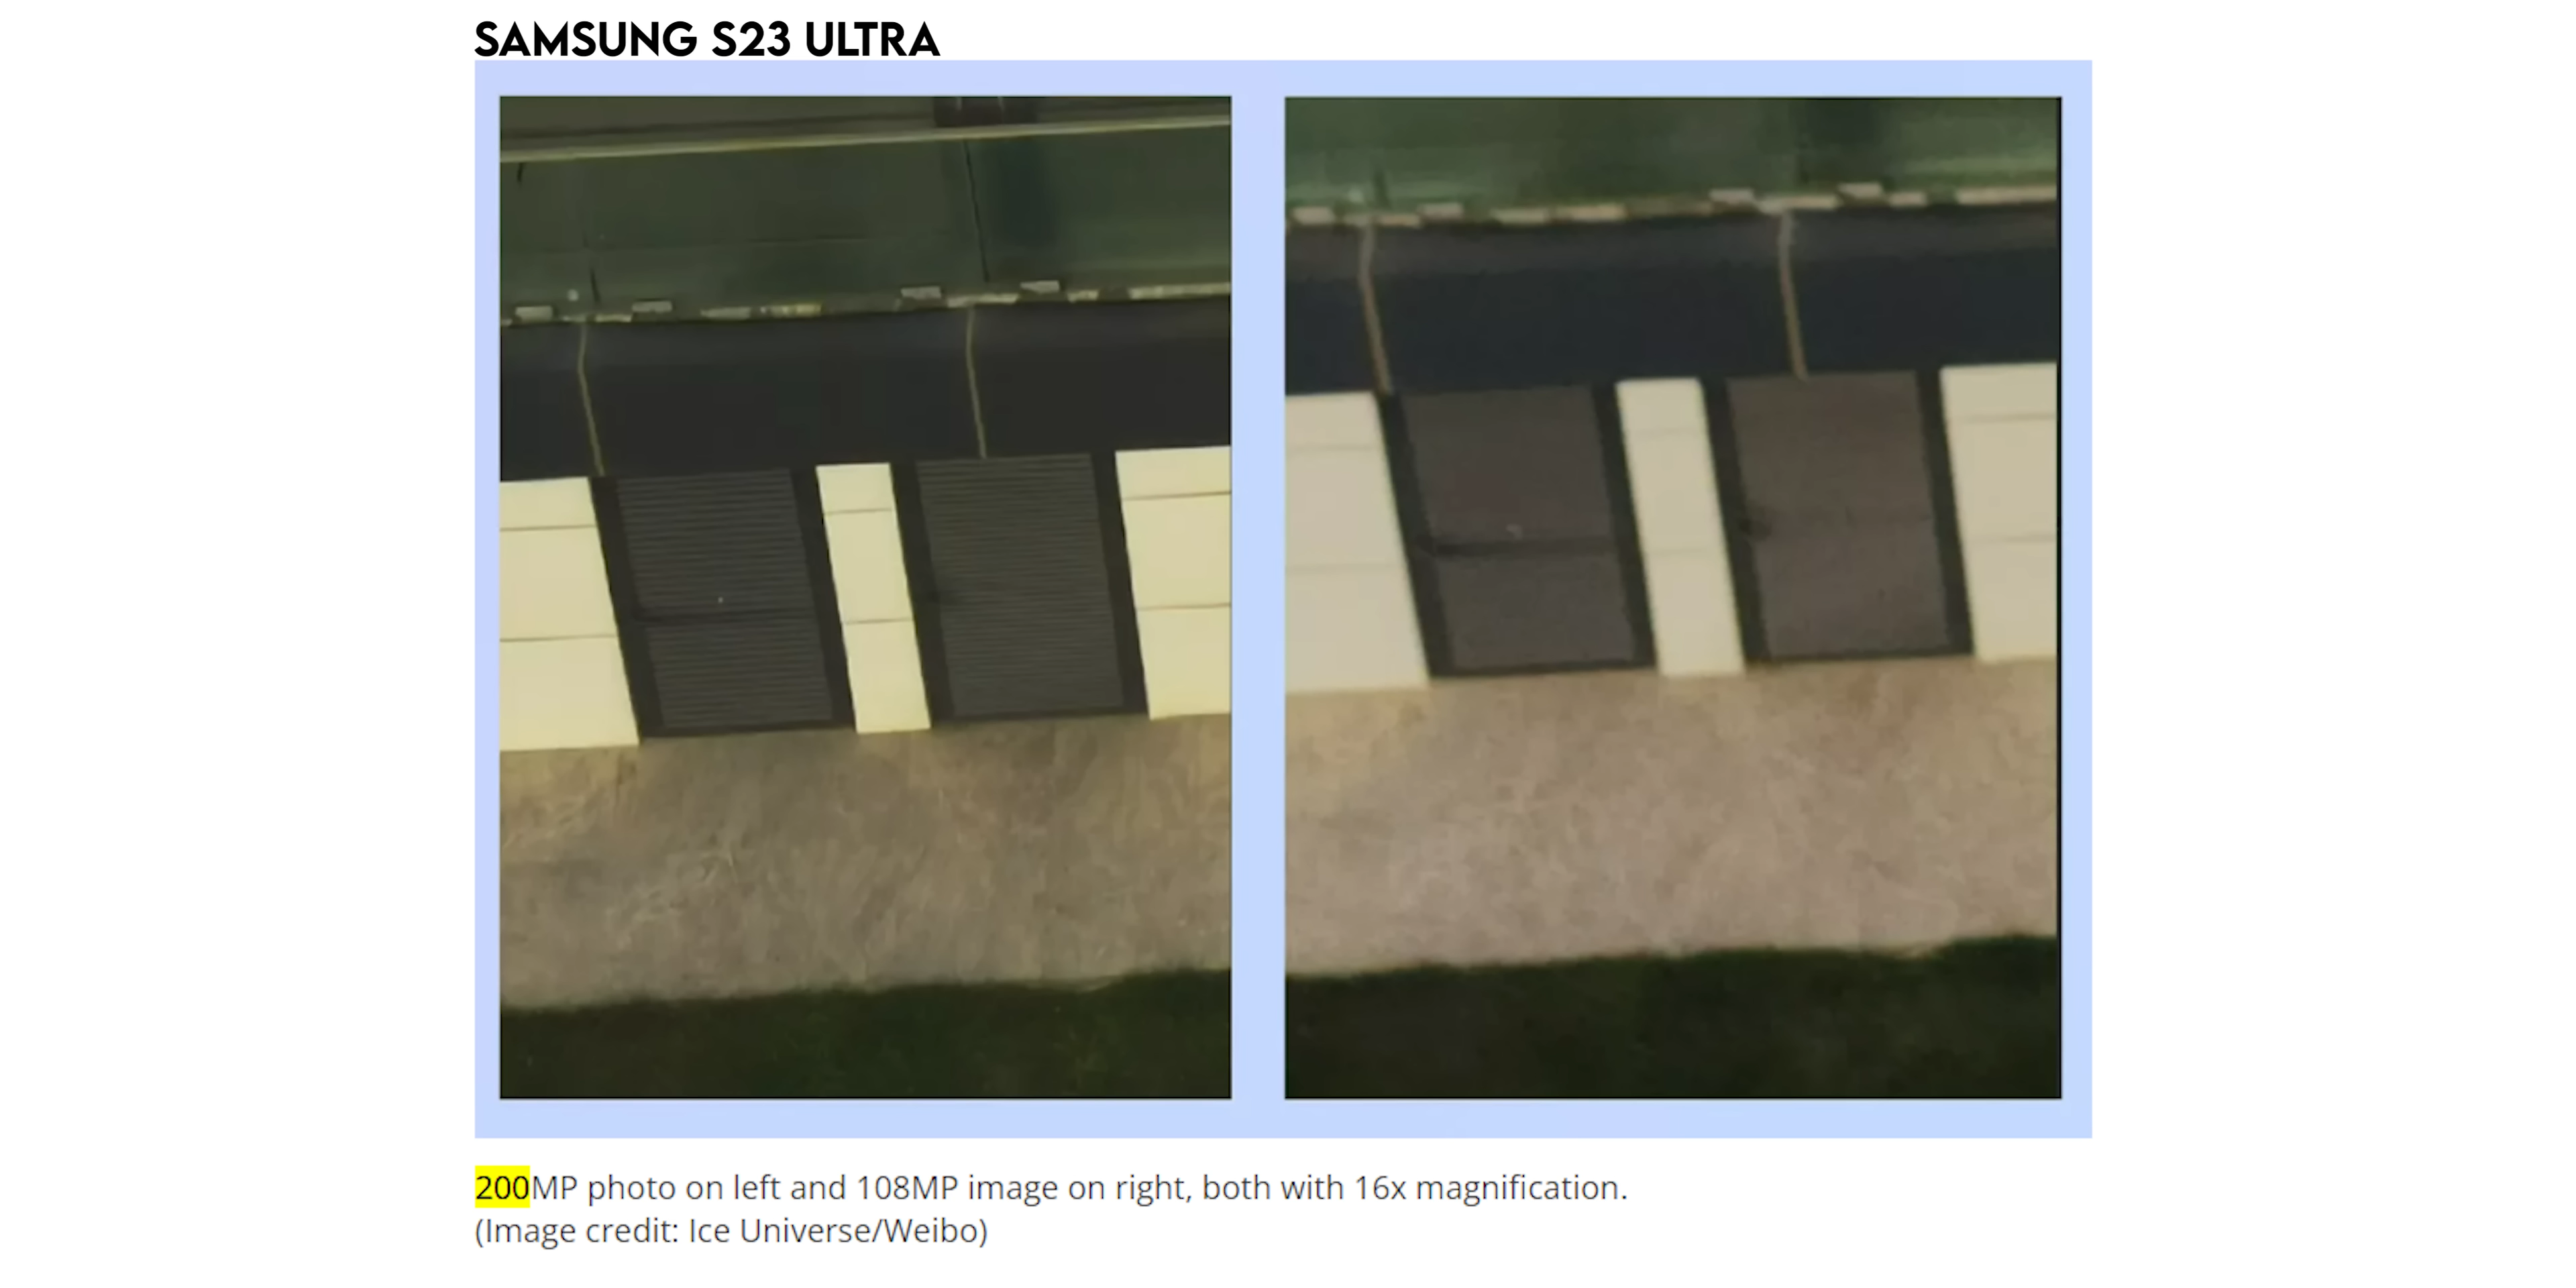 SAMSUNG S23 ULTRA
200MP photo on left and 108MP image on right, both with 16x magnification.
(Image credit: Ice Universe/Weibo)